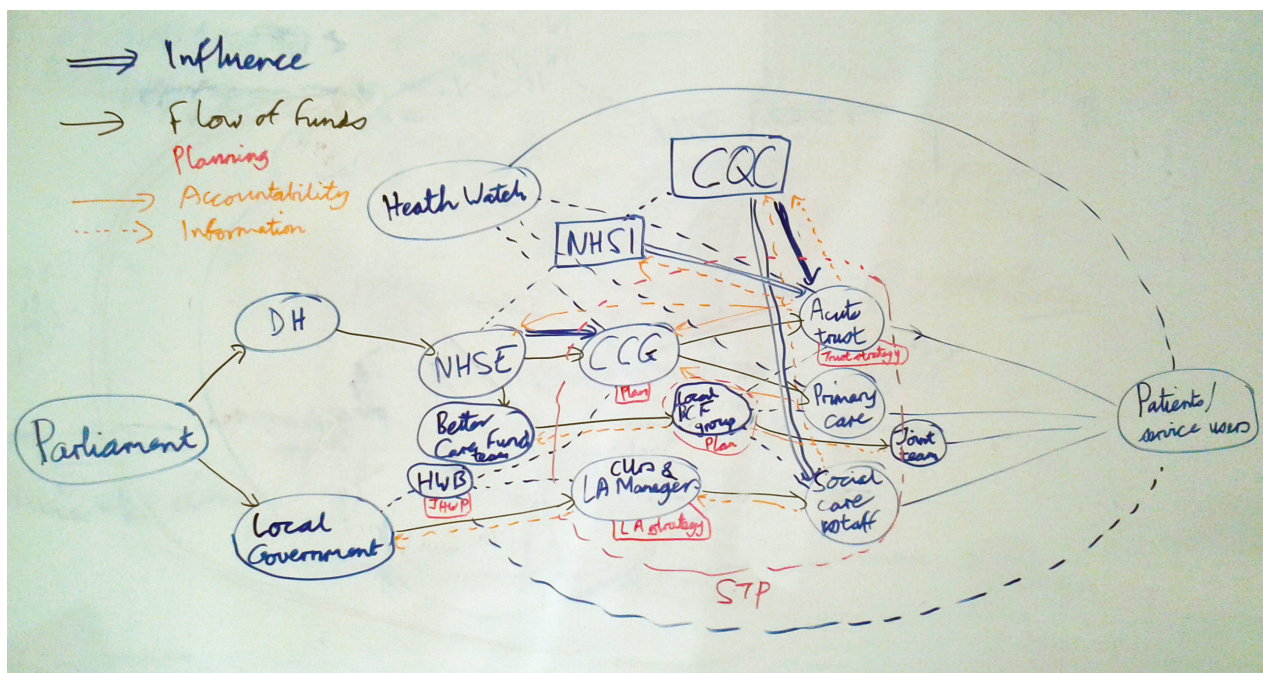 Influence
Flow of Funds
Planning
Accountability
Information
Heath Watch
CQC
NHSI
DH
NHSE
CCG
Plan
Acute
trust
Trust strategy
Parliament
Better
Care Fund
team
Local
BCF
group
Plan
Primary
care
Joint
team
Patients/
service users
HWB
JHWP
Cllrs &
LA Manager
LA strategy
Social
care
staff
Local
Government
STP